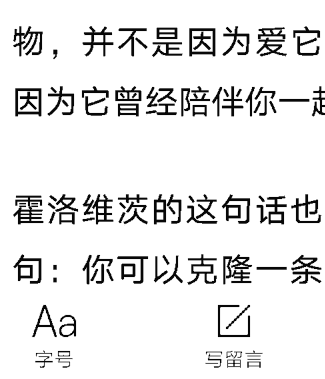 物，并不是因为爱它
因为它曾经陪伴你一起
霍洛维茨的这句话也
句：你可以克隆一条
Aa
字号 写留言